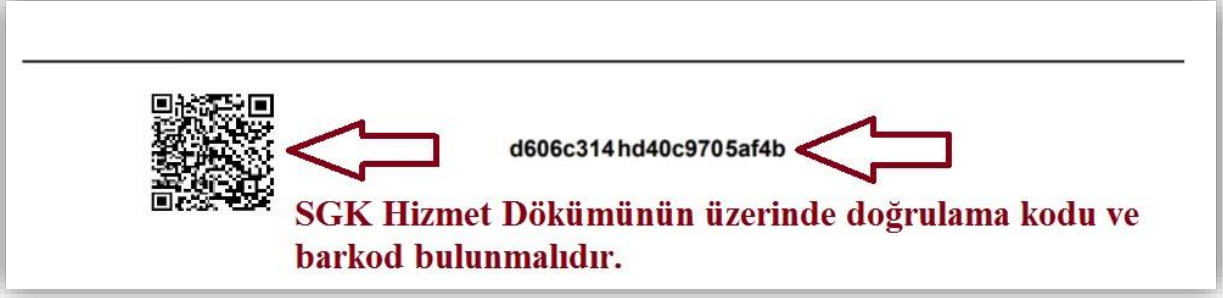 d606c314hd40c9705af4b
SGK Hizmet Dökümünün üzerinde doğrulama kodu ve
barkod bulunmalıdır.